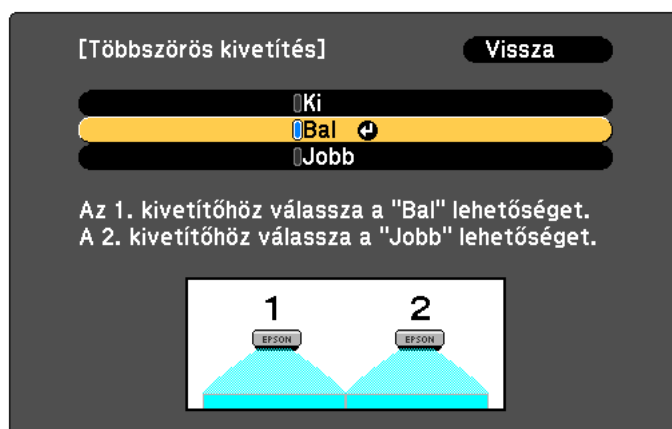 [Többszörös kivetítés]
Vissza
Ki
Bal
Jobb
Az 1. kivetítőhöz válassza a "Bal" lehetőséget.
A 2. kivetítőhöz válassza a "Jobb" lehetőséget.
1 2
EPSON EPSON